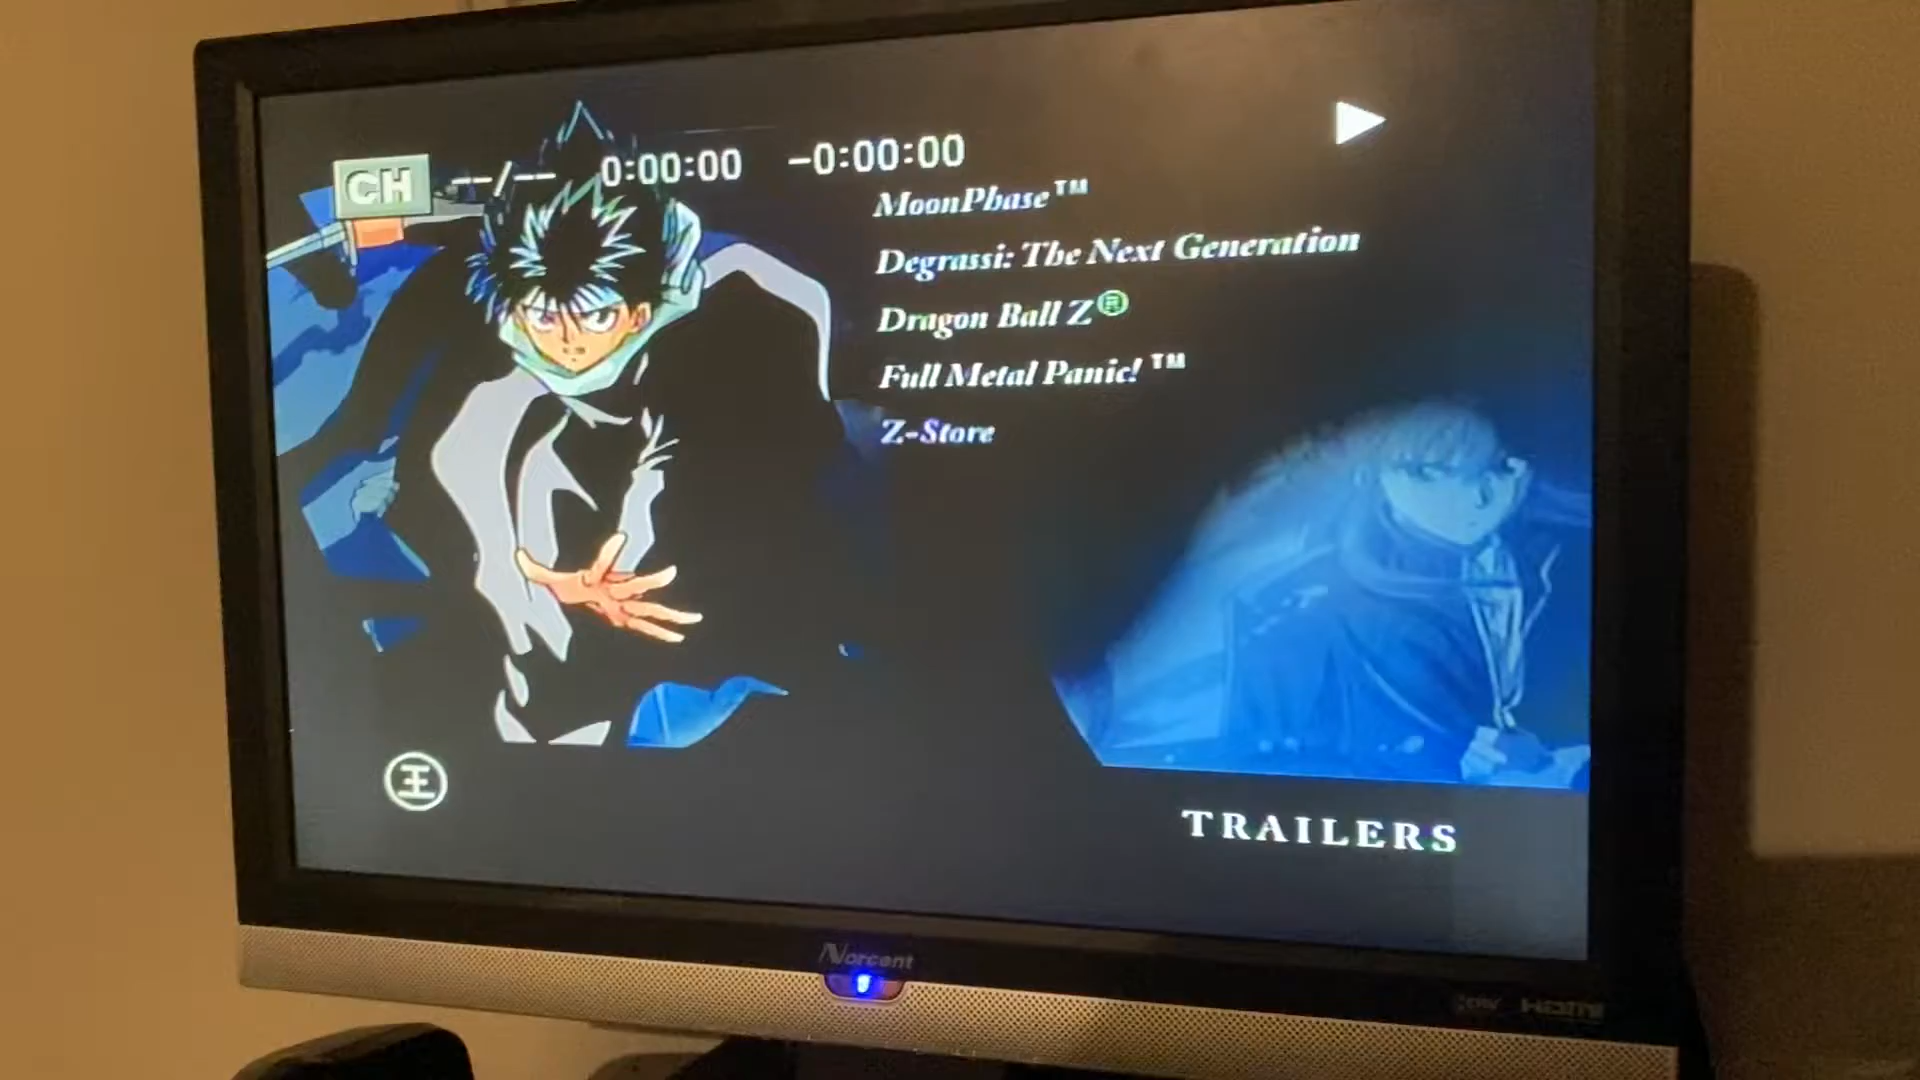 CH --/-- 0:00:00 -0:00:00
MoonPhase™
Degrassi: The Next Generation
Dragon Ball Z®
Full Metal Panic! ™
Z-Store
王
TRAILERS
Norcent
HDMI